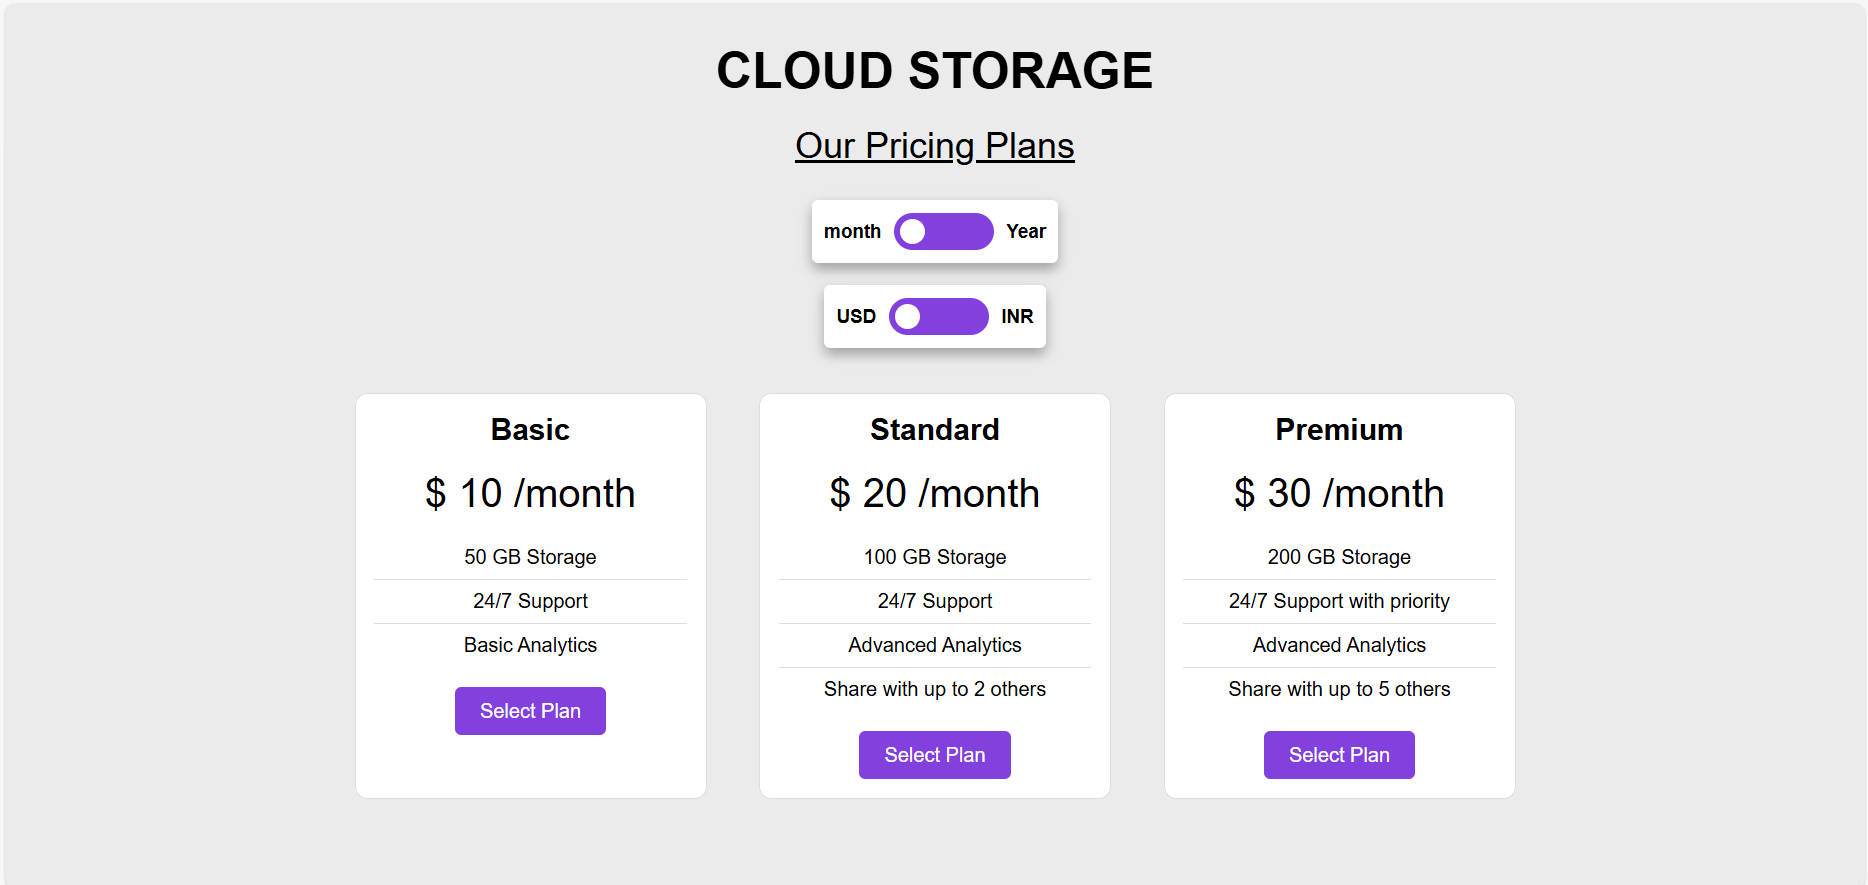 CLOUD STORAGE
Our Pricing Plans
month Year
USD INR
Basic
$ 10 /month
50 GB Storage
24/7 Support
Basic Analytics
Select Plan
Standard
$ 20 /month
100 GB Storage
24/7 Support
Advanced Analytics
Share with up to 2 others
Select Plan
Premium
$ 30 /month
200 GB Storage
24/7 Support with priority
Advanced Analytics
Share with up to 5 others
Select Plan